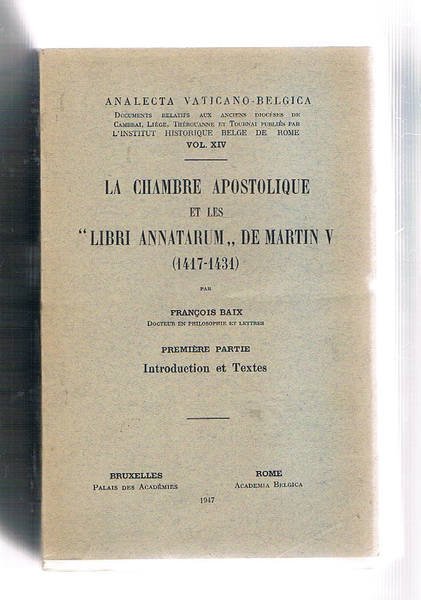 ANALECTA VATICANO-BELGICA
DOCUMENTS RELATIFS AUX ANCIENS DIOCÈSES DE
CAMBRAI, LIÉGE, THÉROUANNE ET TOURNAI PUBLIÉS PAR
L'INSTITUT HISTORIQUE BELGE DE ROME
VOL. XIV
LA CHAMBRE APOSTOLIQUE
ET LES
“LIBRI ANNATARUM„ DE MARTIN V
(1417-1431)
PAR
FRANÇOIS BAIX
DOCTEUR EN PHILOSOPHIE ET LETTRES
PREMIÈRE PARTIE
Introduction et Textes
BRUXELLES
PALAIS DES ACADÉMIES
ROME
ACADEMIA BELGICA
1947